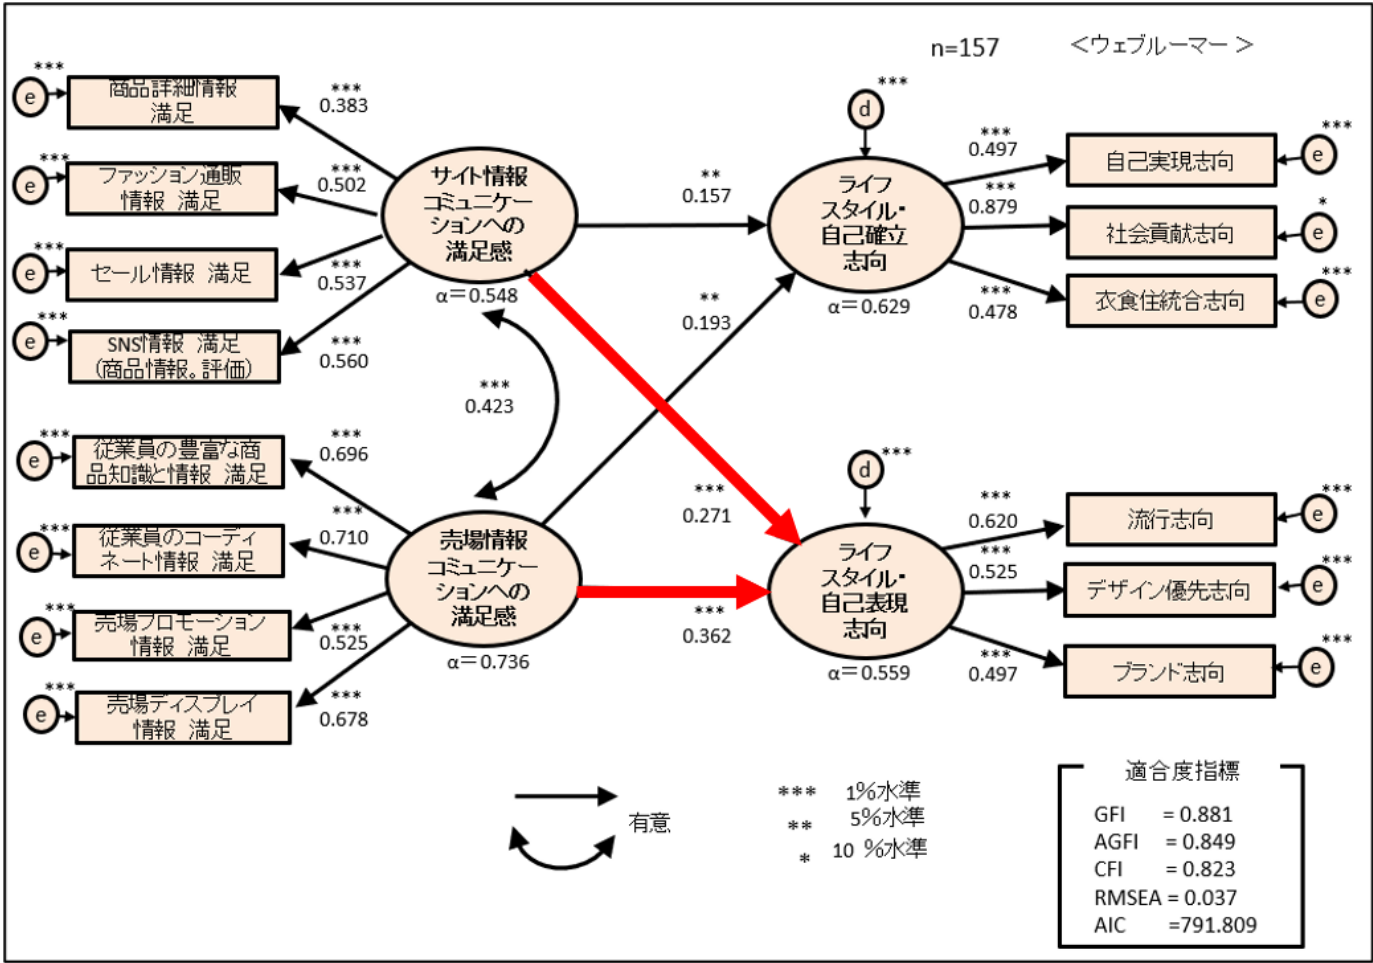 n=157 ＜ウェブルーマー ＞
***
e
商品詳細情報
満足
***
0.383
***
e
ファッション通販
情報 満足
***
0.502
***
e
セール情報 満足
***
0.537
***
e
SNS情報 満足
(商品情報。評価)
***
0.560
サイト情報
コミュニケー
ションへの
満足感
α＝0.548
***
0.423
***
e
従業員の豊富な商
品知識と情報 満足
***
0.696
***
e
従業員のコーディ
ネート情報 満足
***
0.710
***
e
売場プロモーション
情報 満足
***
0.525
***
e
売場ディスプレイ
情報 満足
***
0.678
売場情報
コミュニケー
ションへの
満足感
α＝0.736
**
0.157
**
0.193
***
0.271
***
0.362
d
***
ライフ
スタイル・
自己確立
志向
α＝0.629
***
0.497
自己実現志向
e
***
***
0.879
社会貢献志向
e
*
***
0.478
衣食住統合志向
e
***
d
***
ライフ
スタイル・
自己表現
志向
α＝0.559
***
0.620
流行志向
e
***
***
0.525
デザイン優先志向
e
***
***
0.497
ブランド志向
e
***
有意
*** 1％水準
** 5％水準
* 10 ％水準
適合度指標
GFI = 0.881
AGFI = 0.849
CFI = 0.823
RMSEA = 0.037
AIC =791.809